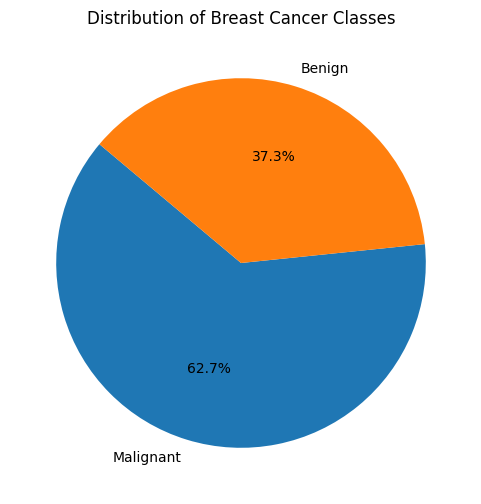 Distribution of Breast Cancer Classes
Benign
37.3%
62.7%
Malignant